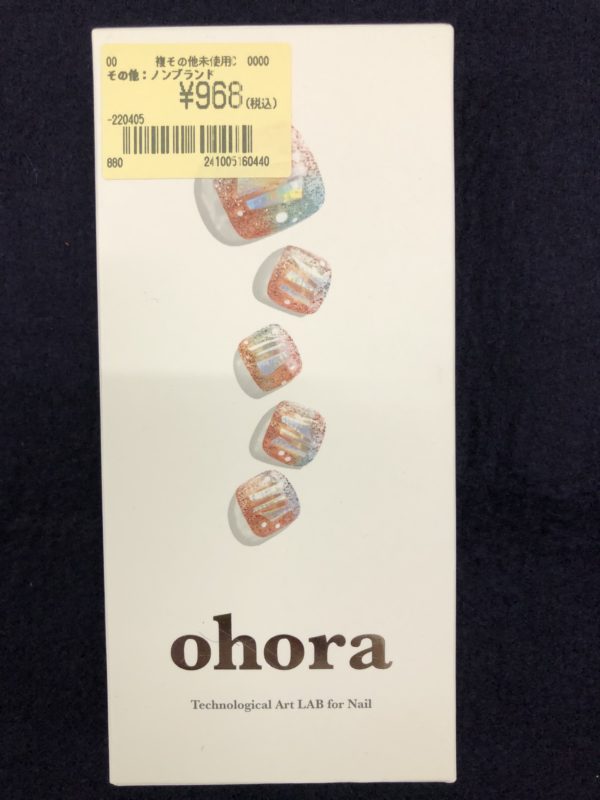 00 複その他未使用C 0000
その他：ノンブランド
¥968(税込)
-220405
880 241005160440
ohora
Technological Art LAB for Nail